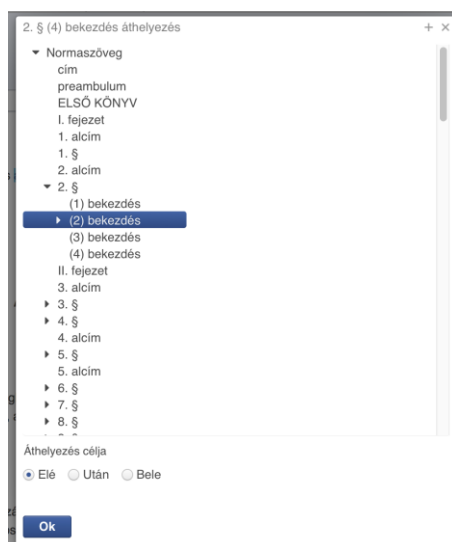 2. § (4) bekezdés áthelyezés
Normaszöveg
cím
preambulum
ELSŐ KÖNYV
I. fejezet
1. alcím
1. §
2. alcím
2. §
(1) bekezdés
(2) bekezdés
(3) bekezdés
(4) bekezdés
II. fejezet
3. alcím
3. §
4. §
4. alcím
5. §
5. alcím
6. §
7. §
8. §
Áthelyezés célja
Elé Után Bele
Ok